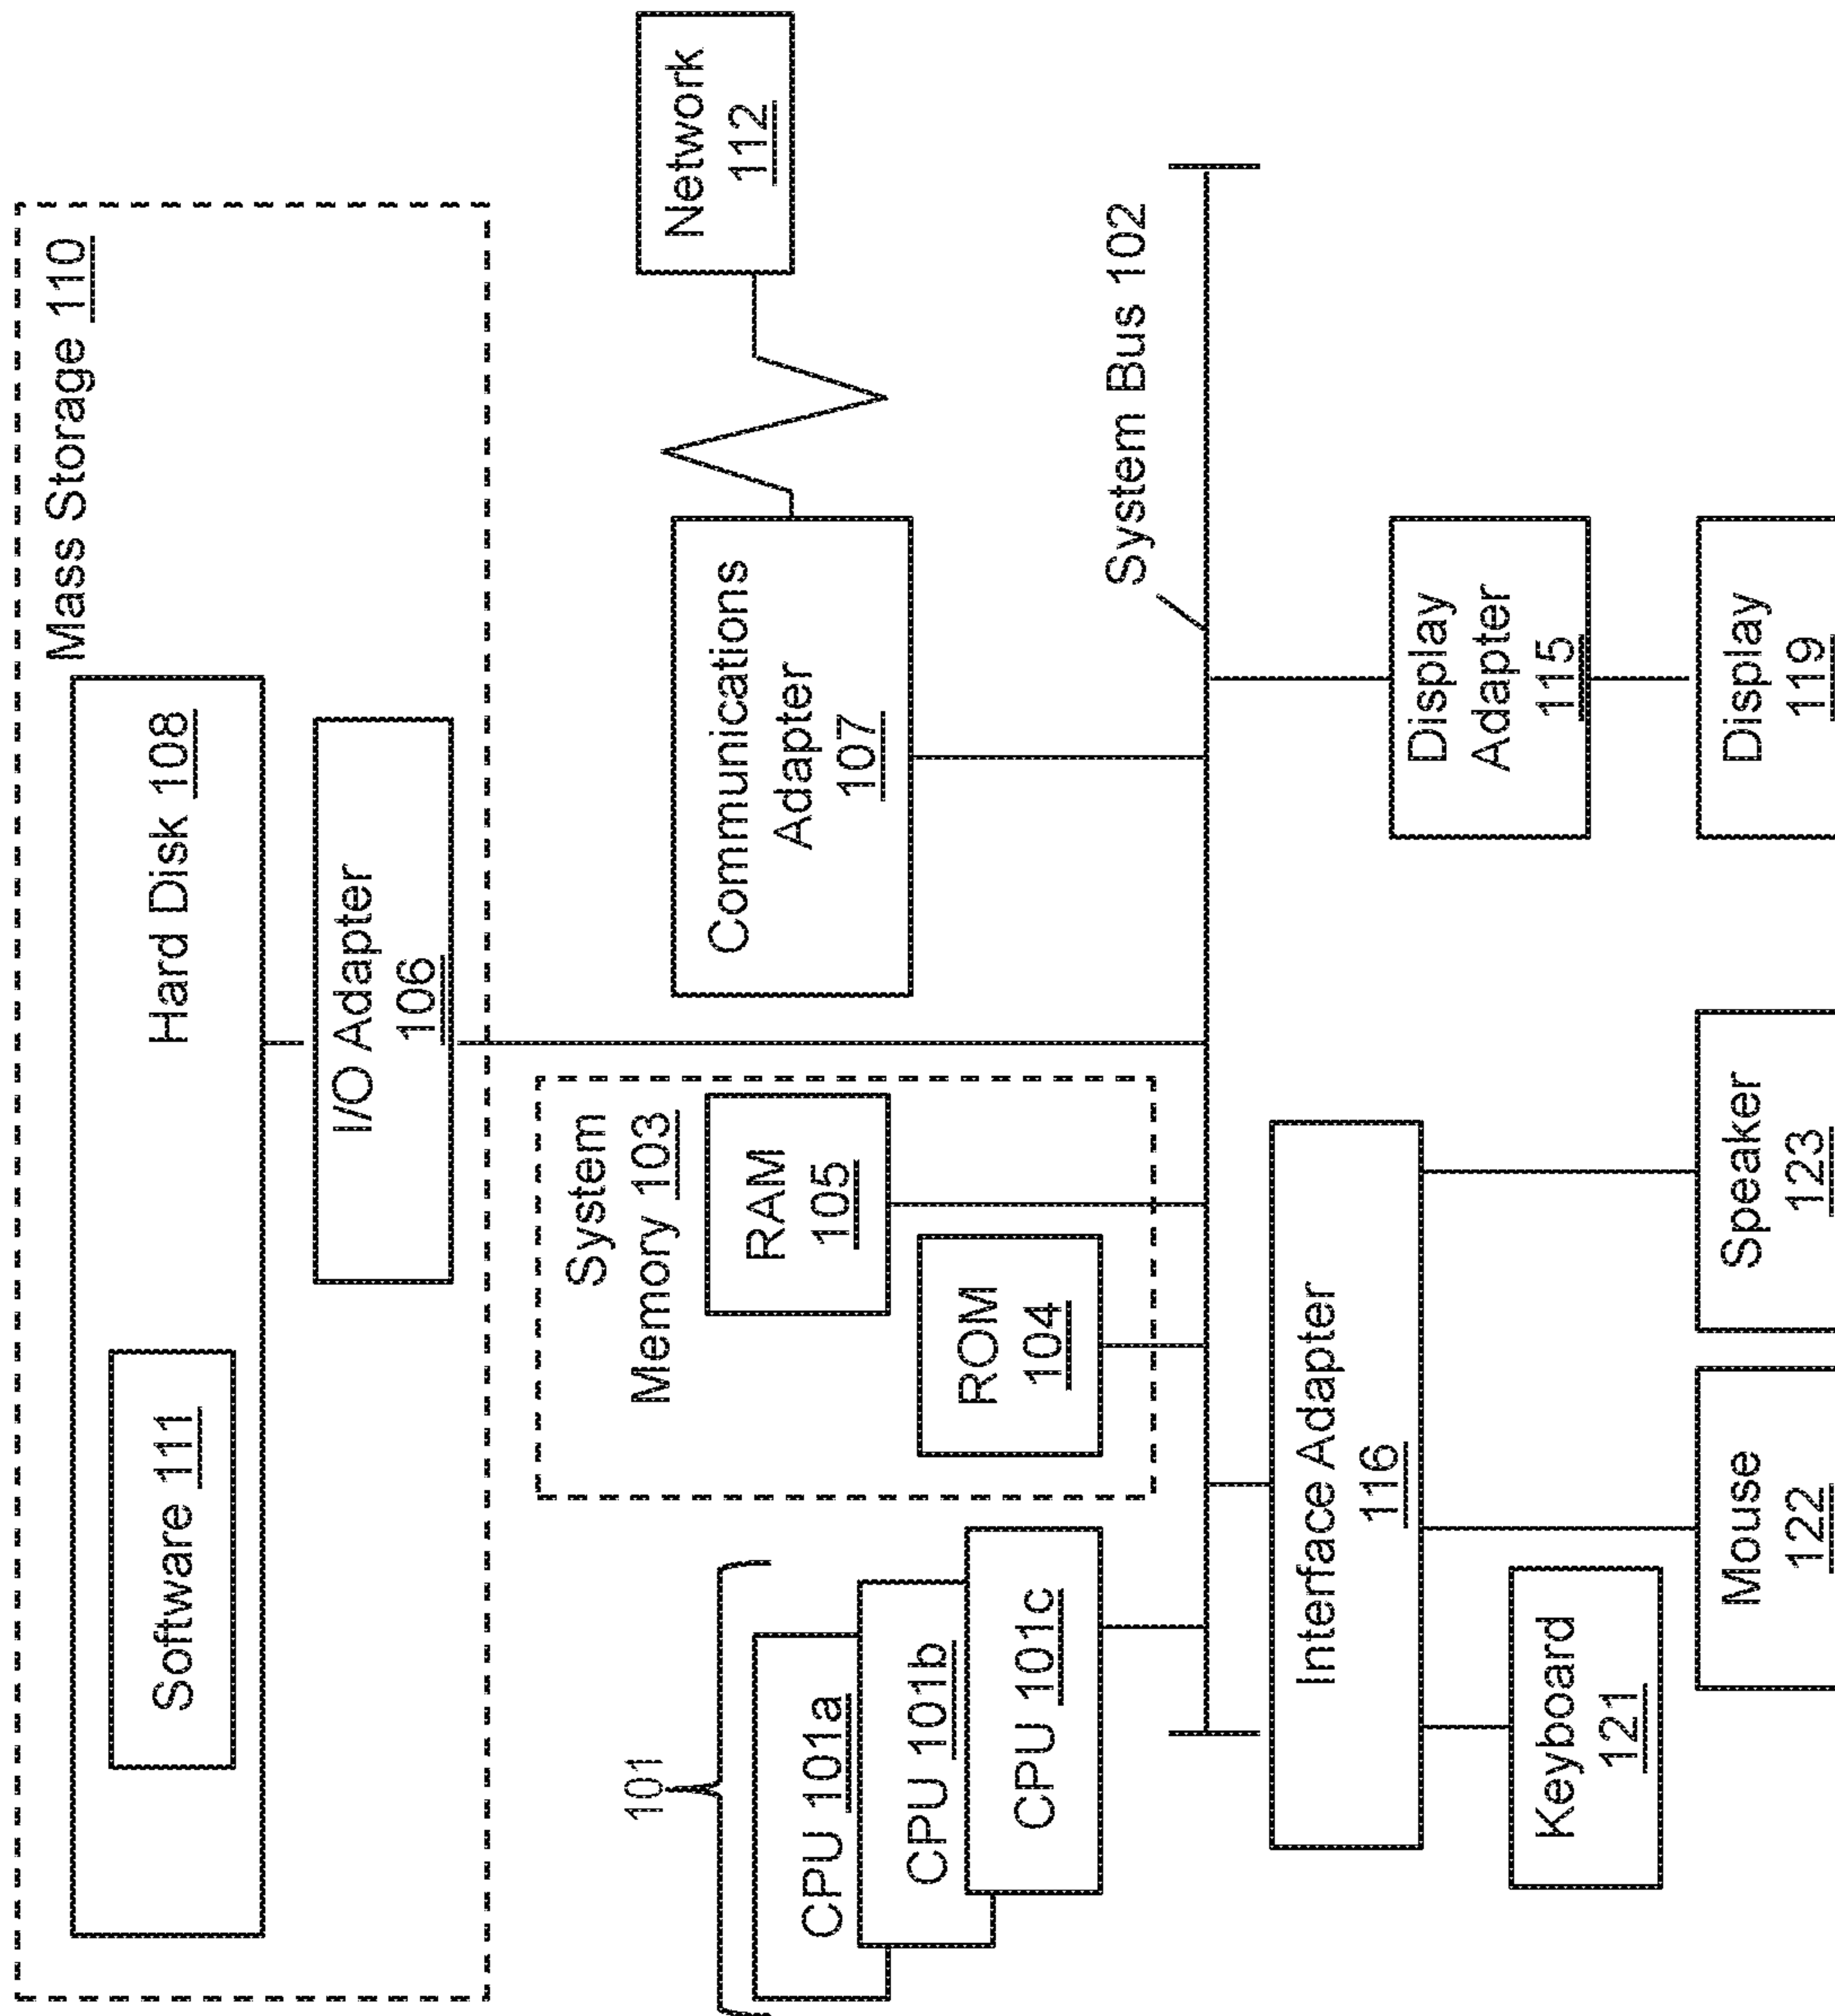 Mass Storage 110
Software 111
Hard Disk 108
I/O Adapter
106
101
CPU 101a
CPU 101b
CPU 101c
System
Memory 103
RAM
105
ROM
104
Communications
Adapter
107
Network
112
System Bus 102
Interface Adapter
116
Display
Adapter
115
Keyboard
121
Mouse
122
Speaker
123
Display
119